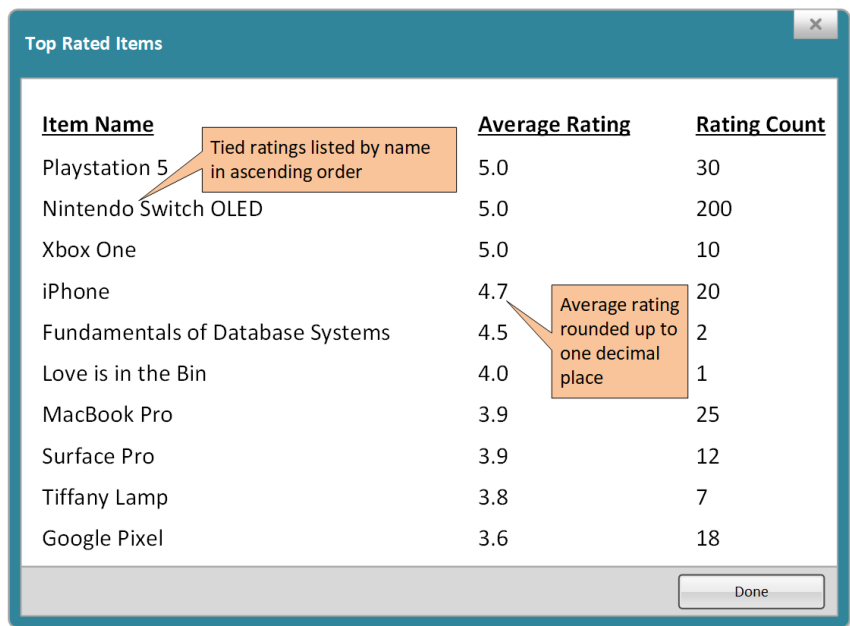 Top Rated Items
Item Name Average Rating Rating Count
Tied ratings listed by name
in ascending order
Playstation 5 5.0 30
Nintendo Switch OLED 5.0 200
Xbox One 5.0 10
iPhone 4.7 20
Average rating
rounded up to
one decimal
place
Fundamentals of Database Systems 4.5 2
Love is in the Bin 4.0 1
MacBook Pro 3.9 25
Surface Pro 3.9 12
Tiffany Lamp 3.8 7
Google Pixel 3.6 18
Done